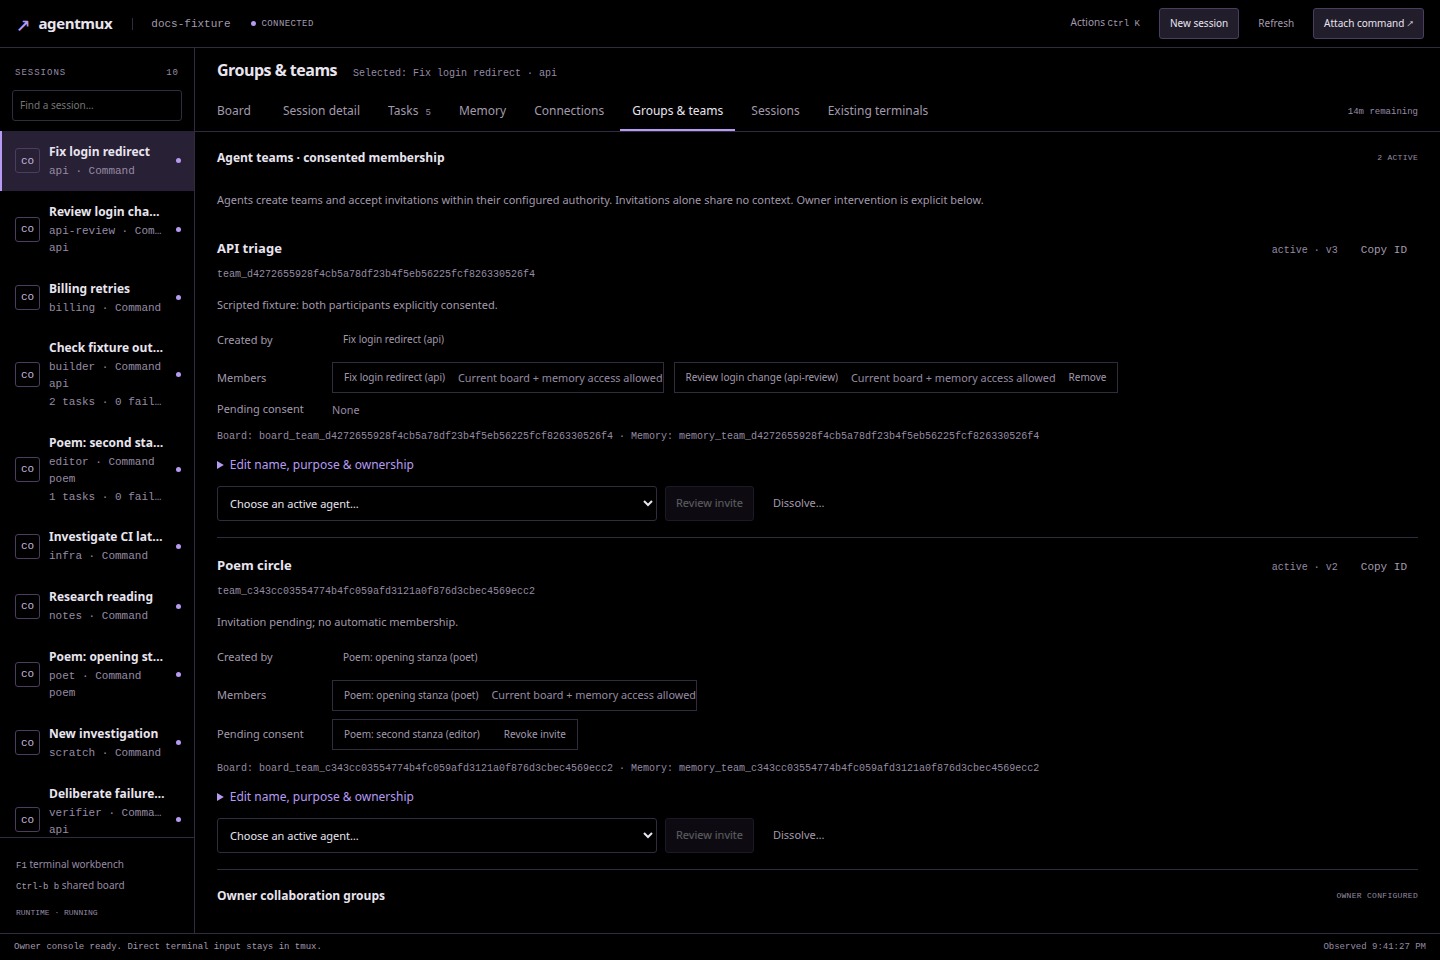 agentmux docs-fixture CONNECTED Actions Ctrl K New session Refresh Attach command ↗
SESSIONS 10
Find a session...
CO Fix login redirect
api · Command
CO Review login cha…
api-review · Com…
api
CO Billing retries
billing · Command
CO Check fixture out…
builder · Command
api
2 tasks · 0 fail…
CO Poem: second sta…
editor · Command
poem
1 tasks · 0 fail…
CO Investigate CI lat…
infra · Command
CO Research reading
notes · Command
CO Poem: opening st…
poet · Command
poem
CO New investigation
scratch · Command
CO Deliberate failure…
verifier · Comma…
api
F1 terminal workbench
Ctrl-b b shared board
RUNTIME · RUNNING
Groups & teams Selected: Fix login redirect · api
Board Session detail Tasks 5 Memory Connections Groups & teams Sessions Existing terminals 14m remaining
Agent teams · consented membership 2 ACTIVE
Agents create teams and accept invitations within their configured authority. Invitations alone share no context. Owner intervention is explicit below.
API triage active · v3 Copy ID
team_d4272655928f4cb5a78df23b4f5eb56225fcf826330526f4
Scripted fixture: both participants explicitly consented.
Created by Fix login redirect (api)
Members Fix login redirect (api) Current board + memory access allowed Review login change (api-review) Current board + memory access allowed Remove
Pending consent None
Board: board_team_d4272655928f4cb5a78df23b4f5eb56225fcf826330526f4 · Memory: memory_team_d4272655928f4cb5a78df23b4f5eb56225fcf826330526f4
▶ Edit name, purpose & ownership
Choose an active agent... Review invite Dissolve...
Poem circle active · v2 Copy ID
team_c343cc03554774b4fc059afd3121a0f876d3cbec4569ecc2
Invitation pending; no automatic membership.
Created by Poem: opening stanza (poet)
Members Poem: opening stanza (poet) Current board + memory access allowed
Pending consent Poem: second stanza (editor) Revoke invite
Board: board_team_c343cc03554774b4fc059afd3121a0f876d3cbec4569ecc2 · Memory: memory_team_c343cc03554774b4fc059afd3121a0f876d3cbec4569ecc2
▶ Edit name, purpose & ownership
Choose an active agent... Review invite Dissolve...
Owner collaboration groups OWNER CONFIGURED
Owner console ready. Direct terminal input stays in tmux. Observed 9:41:27 PM